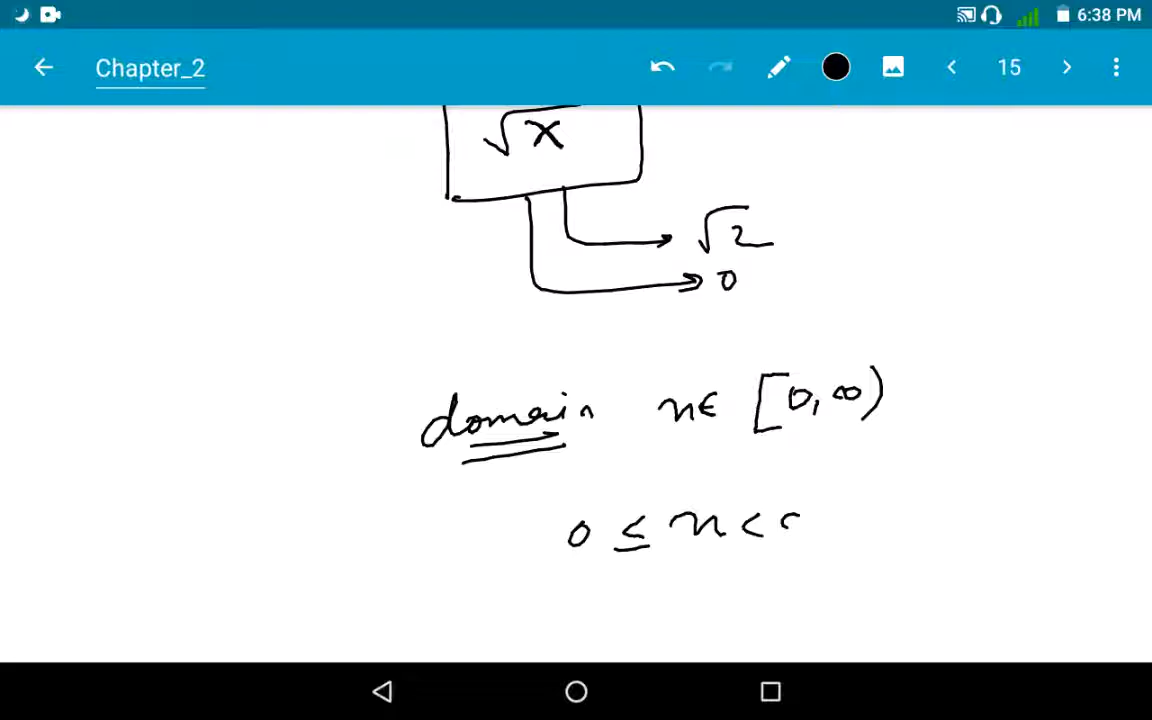 6:38 PM
Chapter_2
15
√x
√2
0
domain x∈ [0,∞)
0 ≤ x <